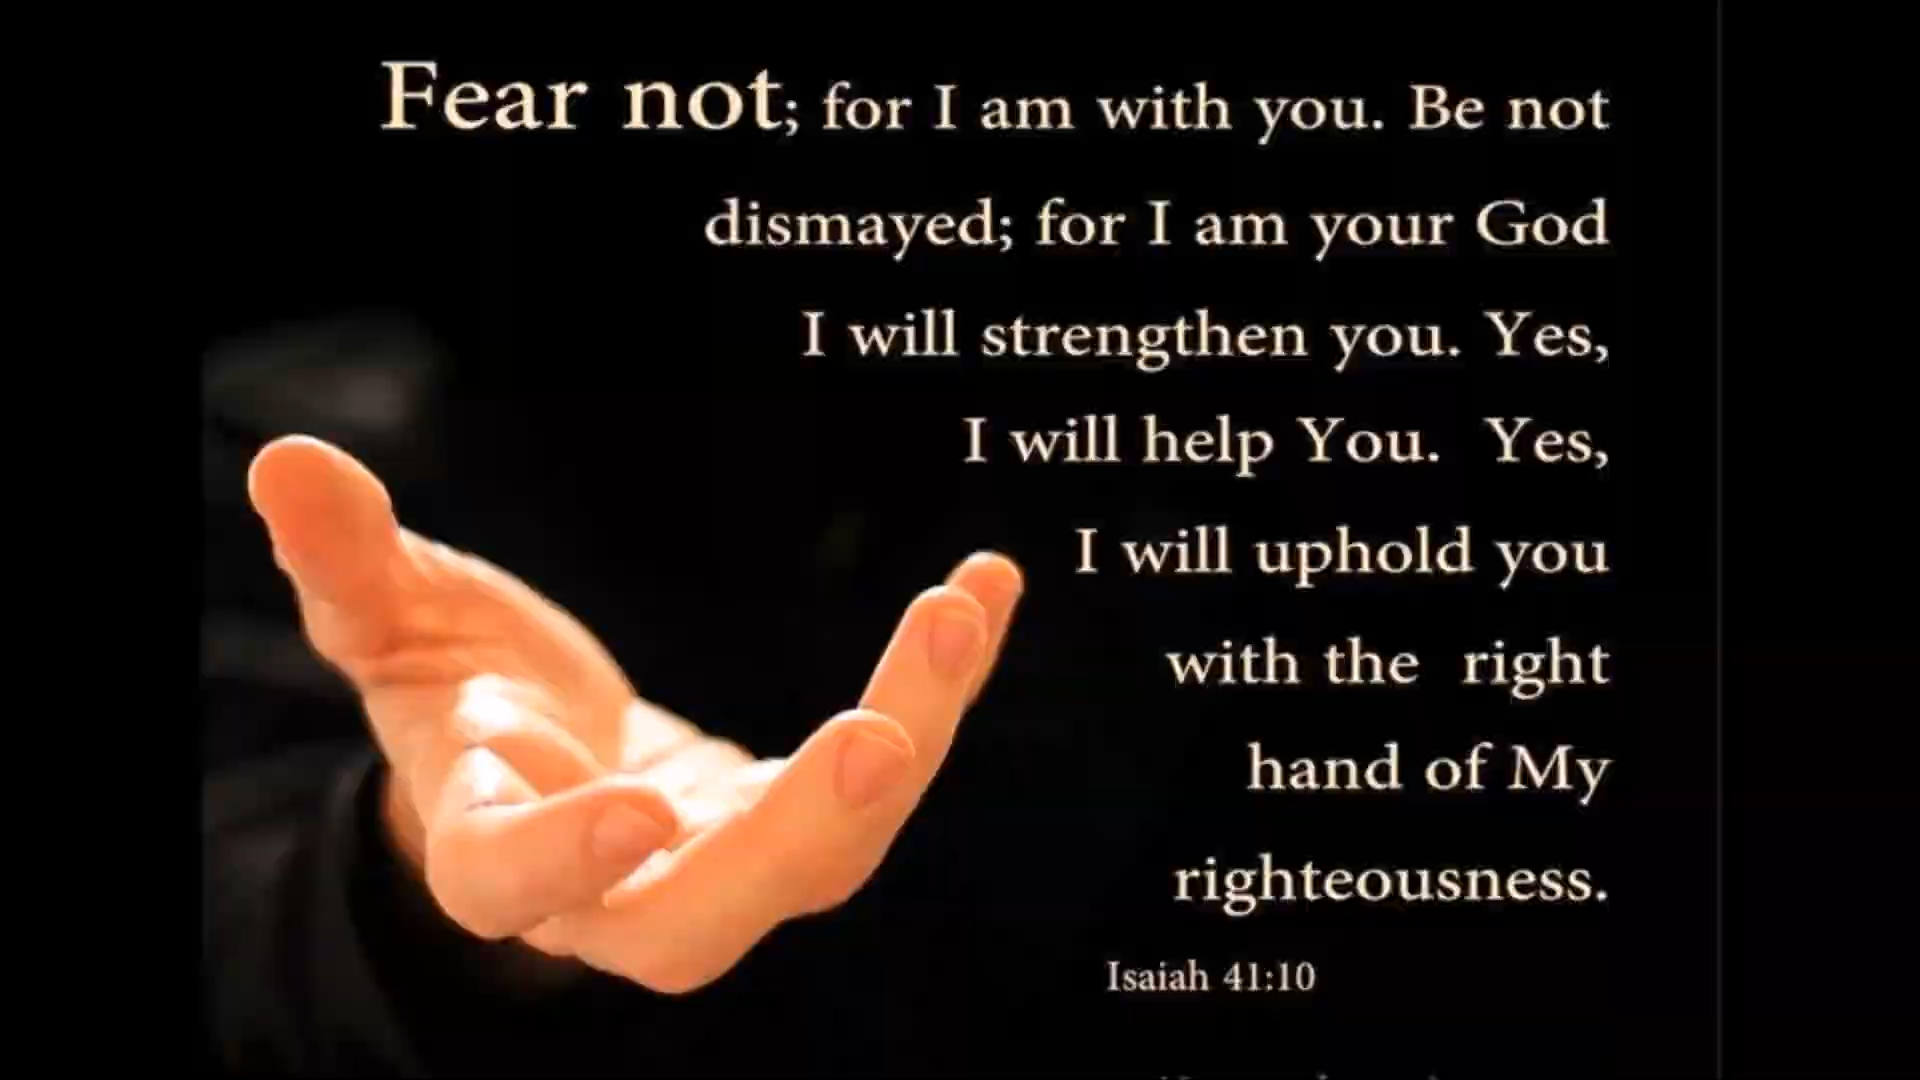 Fear not; for I am with you. Be not
dismayed; for I am your God
I will strengthen you. Yes,
I will help You. Yes,
I will uphold you
with the right
hand of My
righteousness.
Isaiah 41:10